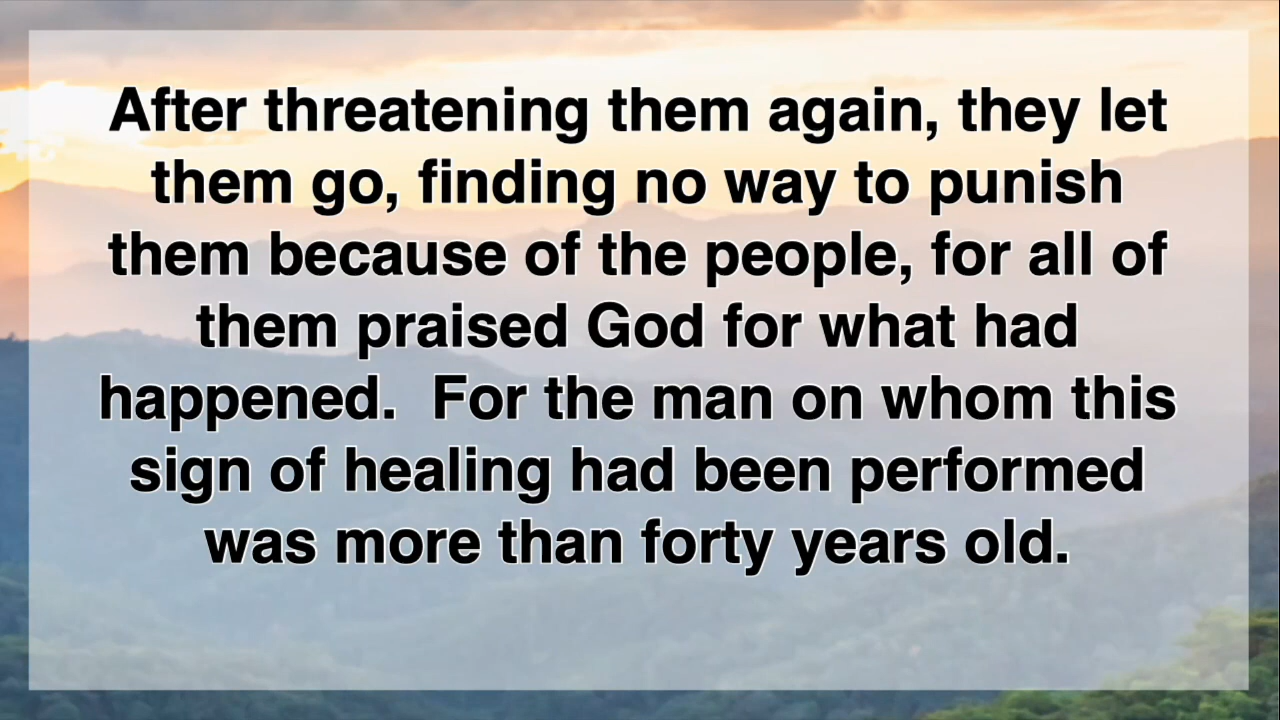 After threatening them again, they let
them go, finding no way to punish
them because of the people, for all of
them praised God for what had
happened.  For the man on whom this
sign of healing had been performed
was more than forty years old.